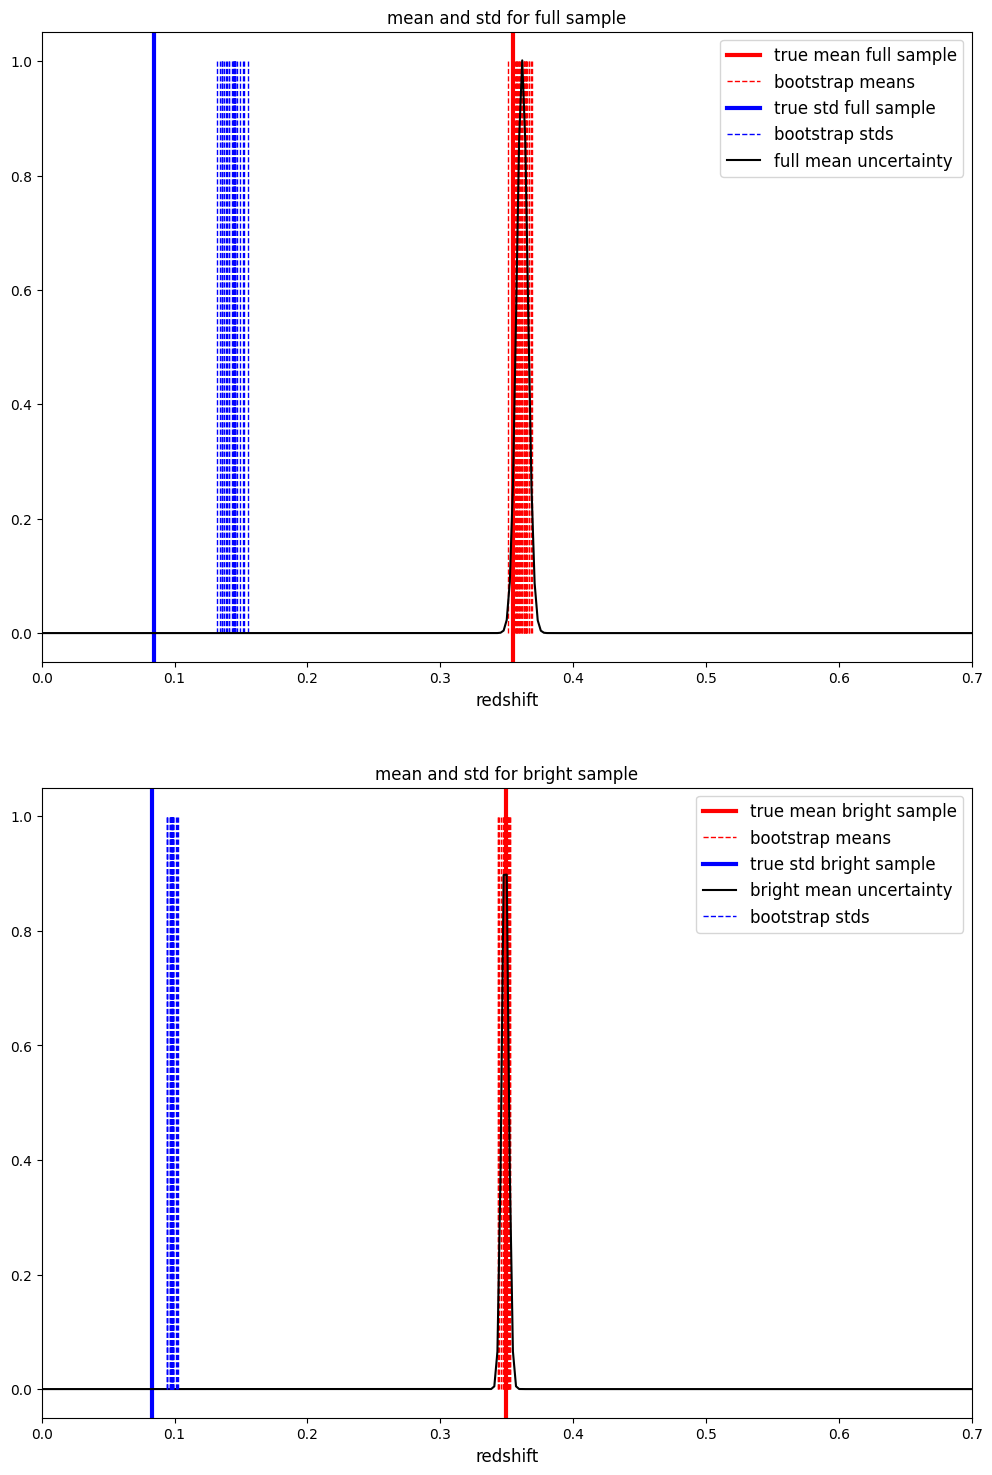 mean and std for full sample
true mean full sample
bootstrap means
true std full sample
bootstrap stds
full mean uncertainty
1.0
0.8
0.6
0.4
0.2
0.0
0.0 0.1 0.2 0.3 0.4 0.5 0.6 0.7
redshift
mean and std for bright sample
true mean bright sample
bootstrap means
true std bright sample
bright mean uncertainty
bootstrap stds
1.0
0.8
0.6
0.4
0.2
0.0
0.0 0.1 0.2 0.3 0.4 0.5 0.6 0.7
redshift